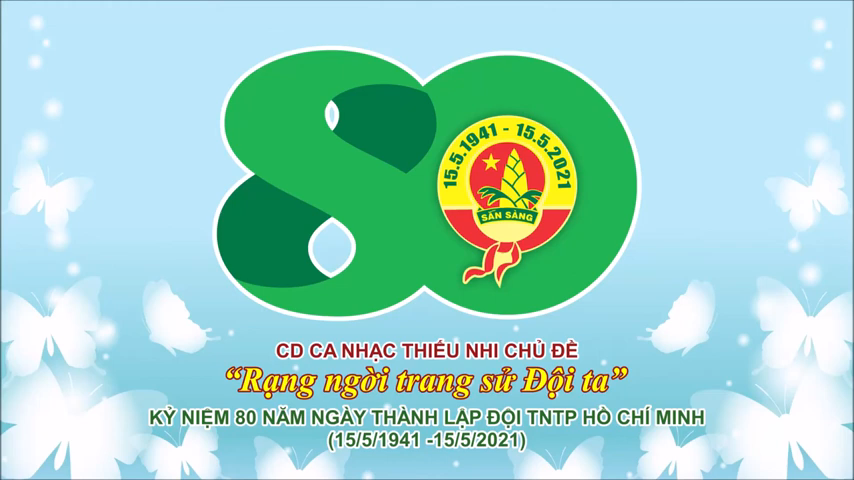 80
15.5.1941 - 15.5.2021
SẴN SÀNG
CD CA NHẠC THIẾU NHI CHỦ ĐỀ
“Rạng ngời trang sử Đội ta”
KỶ NIỆM 80 NĂM NGÀY THÀNH LẬP ĐỘI TNTP HỒ CHÍ MINH
(15/5/1941 -15/5/2021)